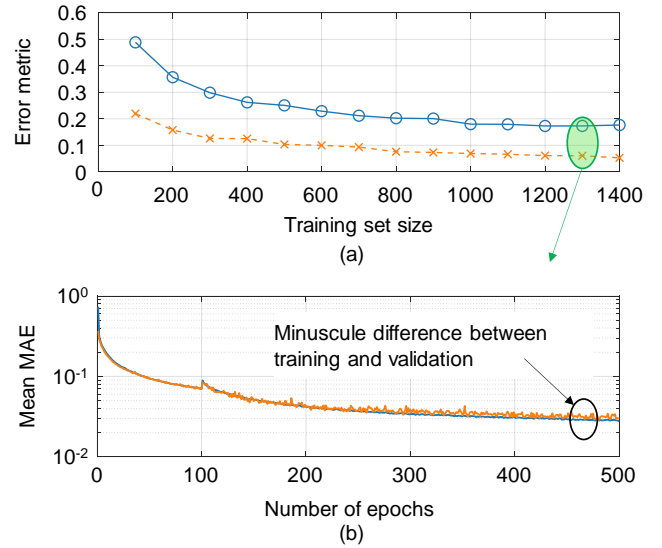 0.6
0.5
0.4
0.3
0.2
0.1
0
Error metric
0 200 400 600 800 1000 1200 1400
Training set size
(a)
10^0
10^-1
10^-2
Mean MAE
Minuscule difference between
training and validation
0 100 200 300 400 500
Number of epochs
(b)